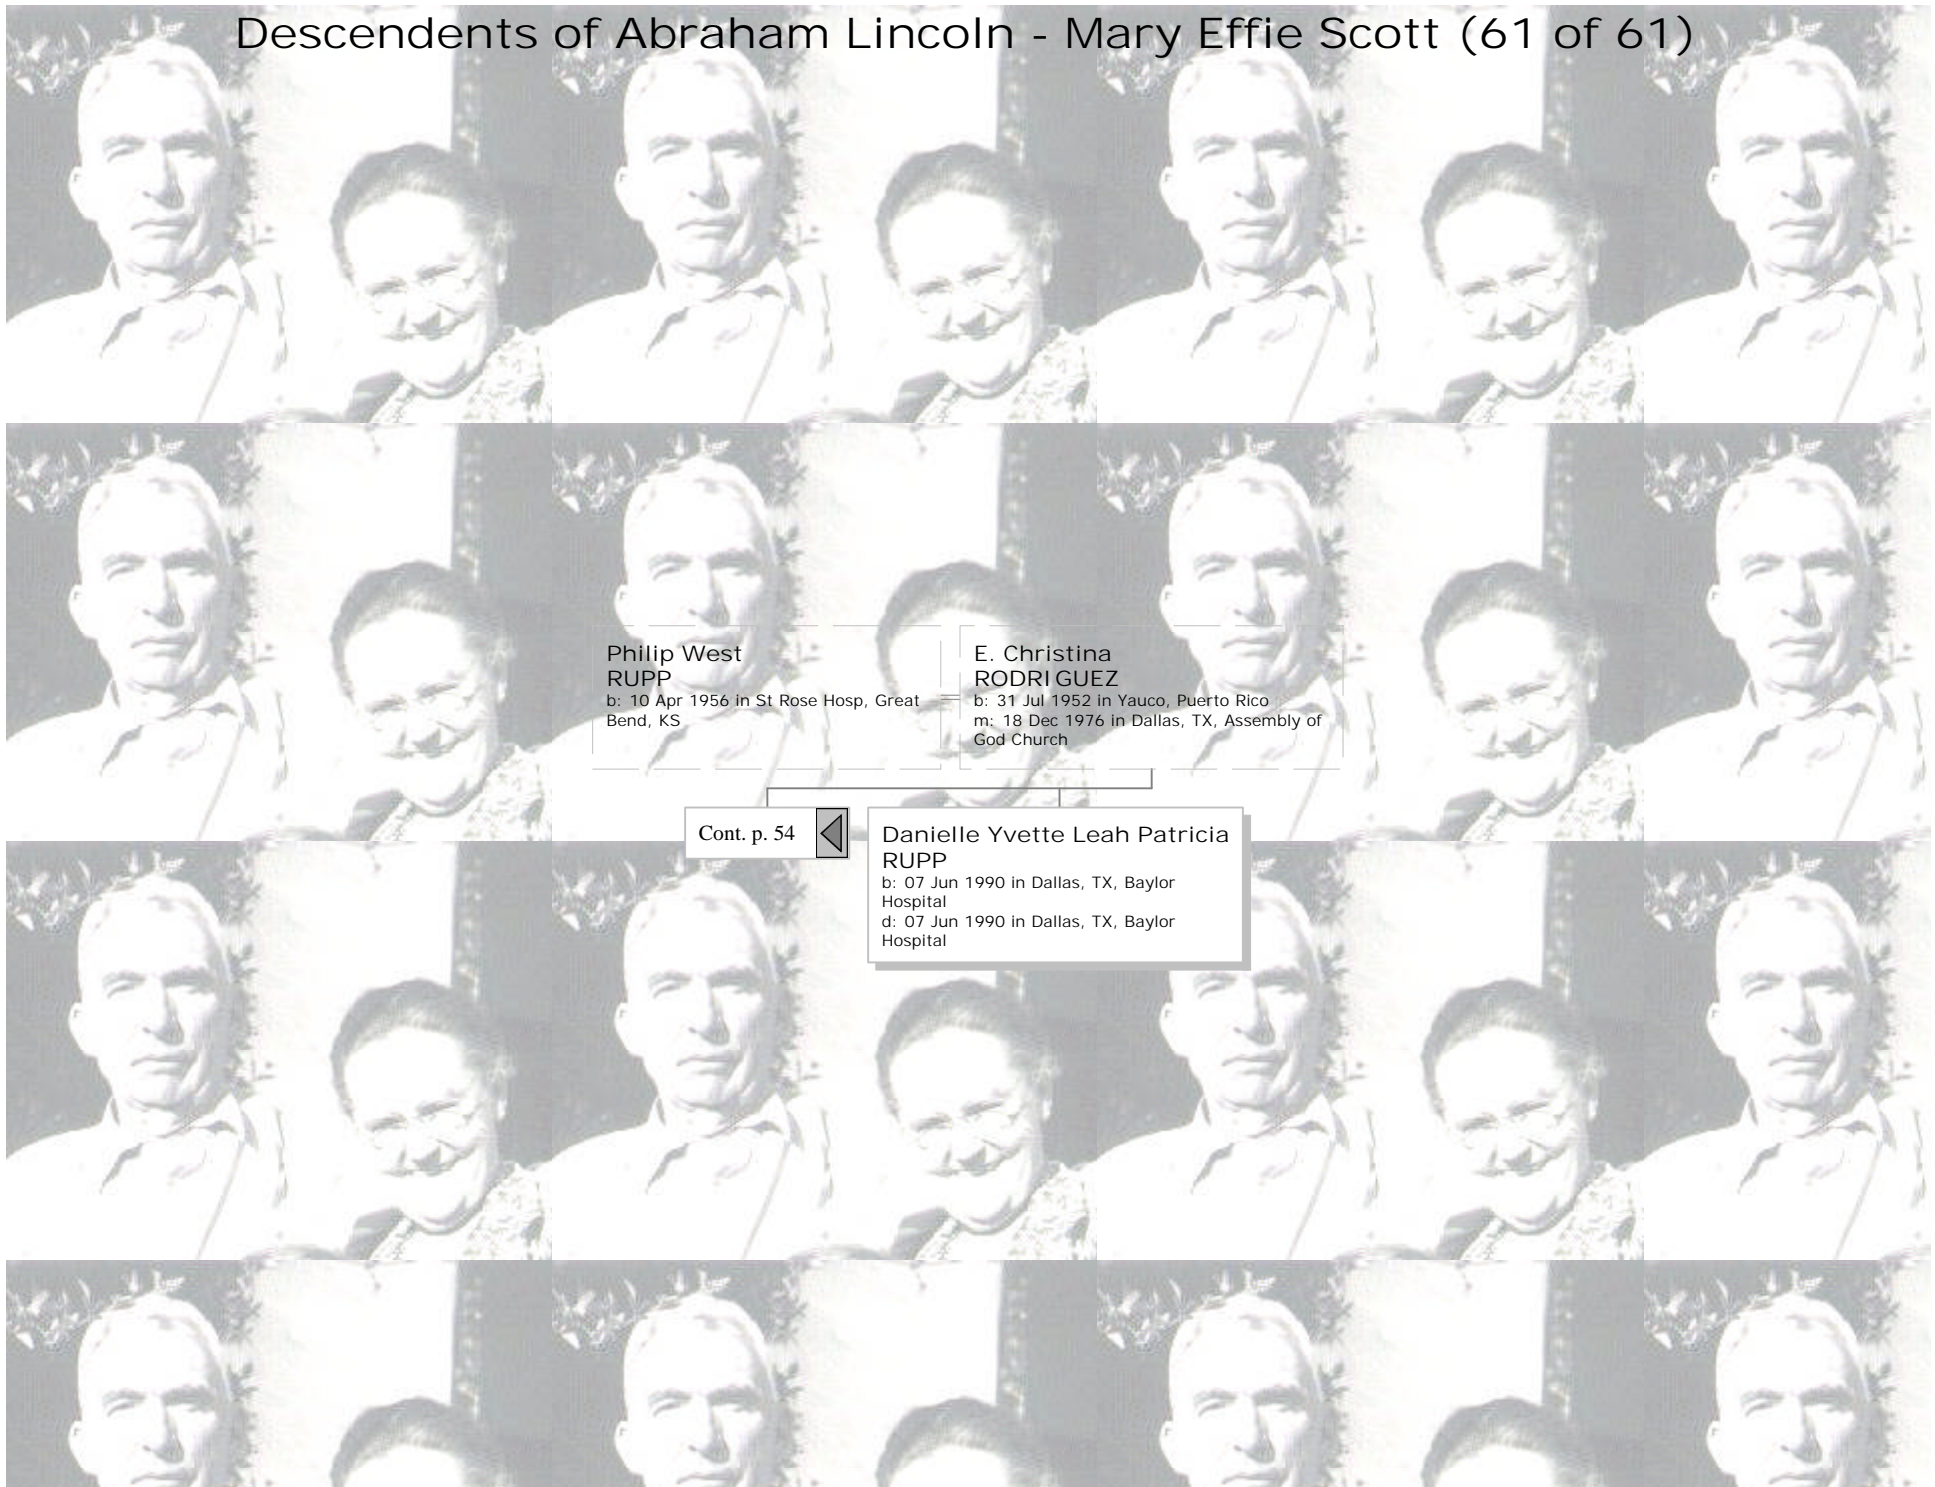 Descendents of Abraham Lincoln - Mary Effie Scott (61 of 61)
Philip West
RUPP
b: 10 Apr 1956 in St Rose Hosp, Great
Bend, KS
E. Christina
RODRIGUEZ
b: 31 Jul 1952 in Yauco, Puerto Rico
m: 18 Dec 1976 in Dallas, TX, Assembly of
God Church
Cont. p. 54
Danielle Yvette Leah Patricia
RUPP
b: 07 Jun 1990 in Dallas, TX, Baylor
Hospital
d: 07 Jun 1990 in Dallas, TX, Baylor
Hospital